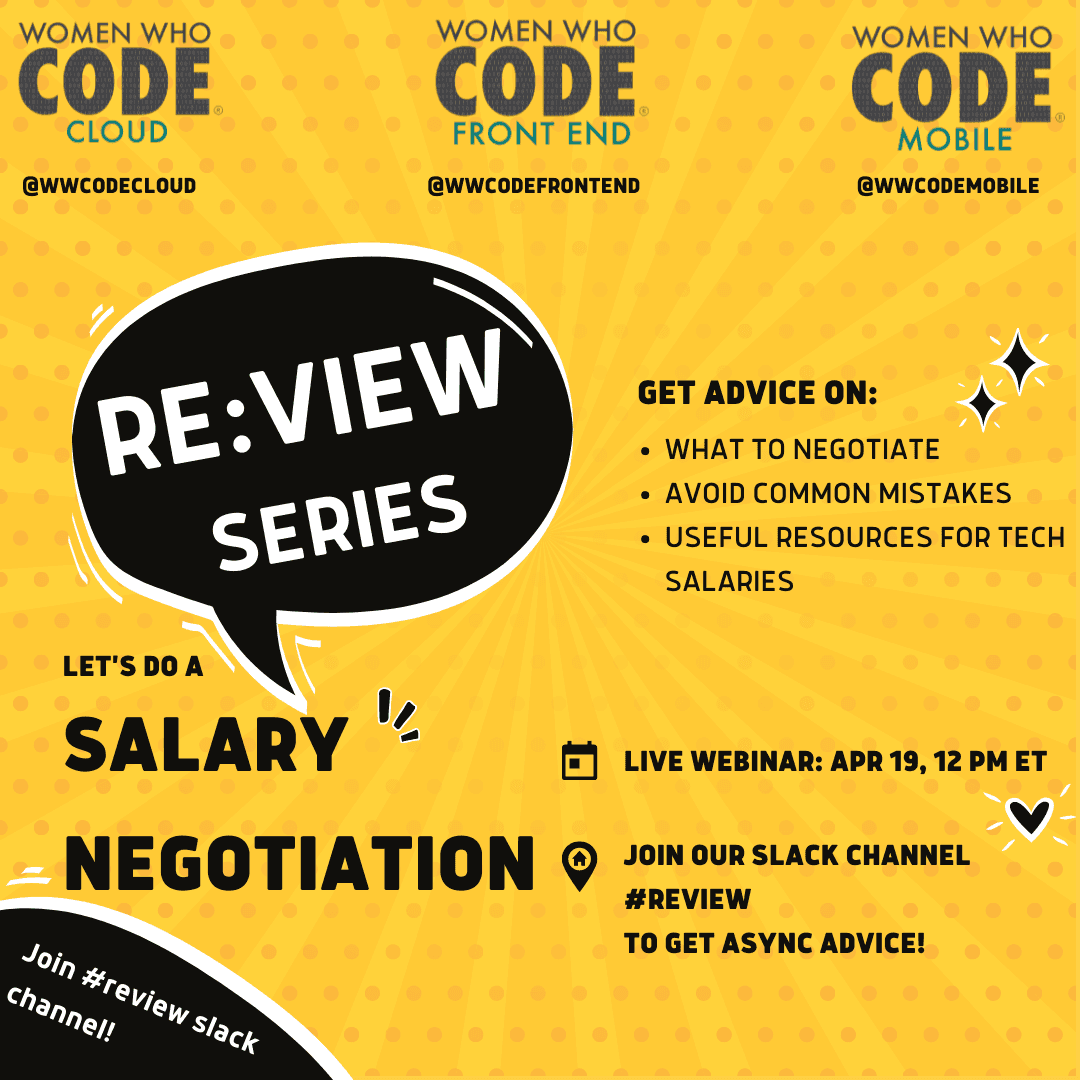 WOMEN WHO
CODE®
CLOUD
@WWCODECLOUD
WOMEN WHO
CODE®
FRONT END
@WWCODEFRONTEND
WOMEN WHO
CODE®
MOBILE
@WWCODEMOBILE
RE:VIEW
SERIES
GET ADVICE ON:
• WHAT TO NEGOTIATE
• AVOID COMMON MISTAKES
• USEFUL RESOURCES FOR TECH
SALARIES
LET'S DO A
SALARY
NEGOTIATION
LIVE WEBINAR: APR 19, 12 PM ET
JOIN OUR SLACK CHANNEL
#REVIEW
TO GET ASYNC ADVICE!
Join #review slack
channel!